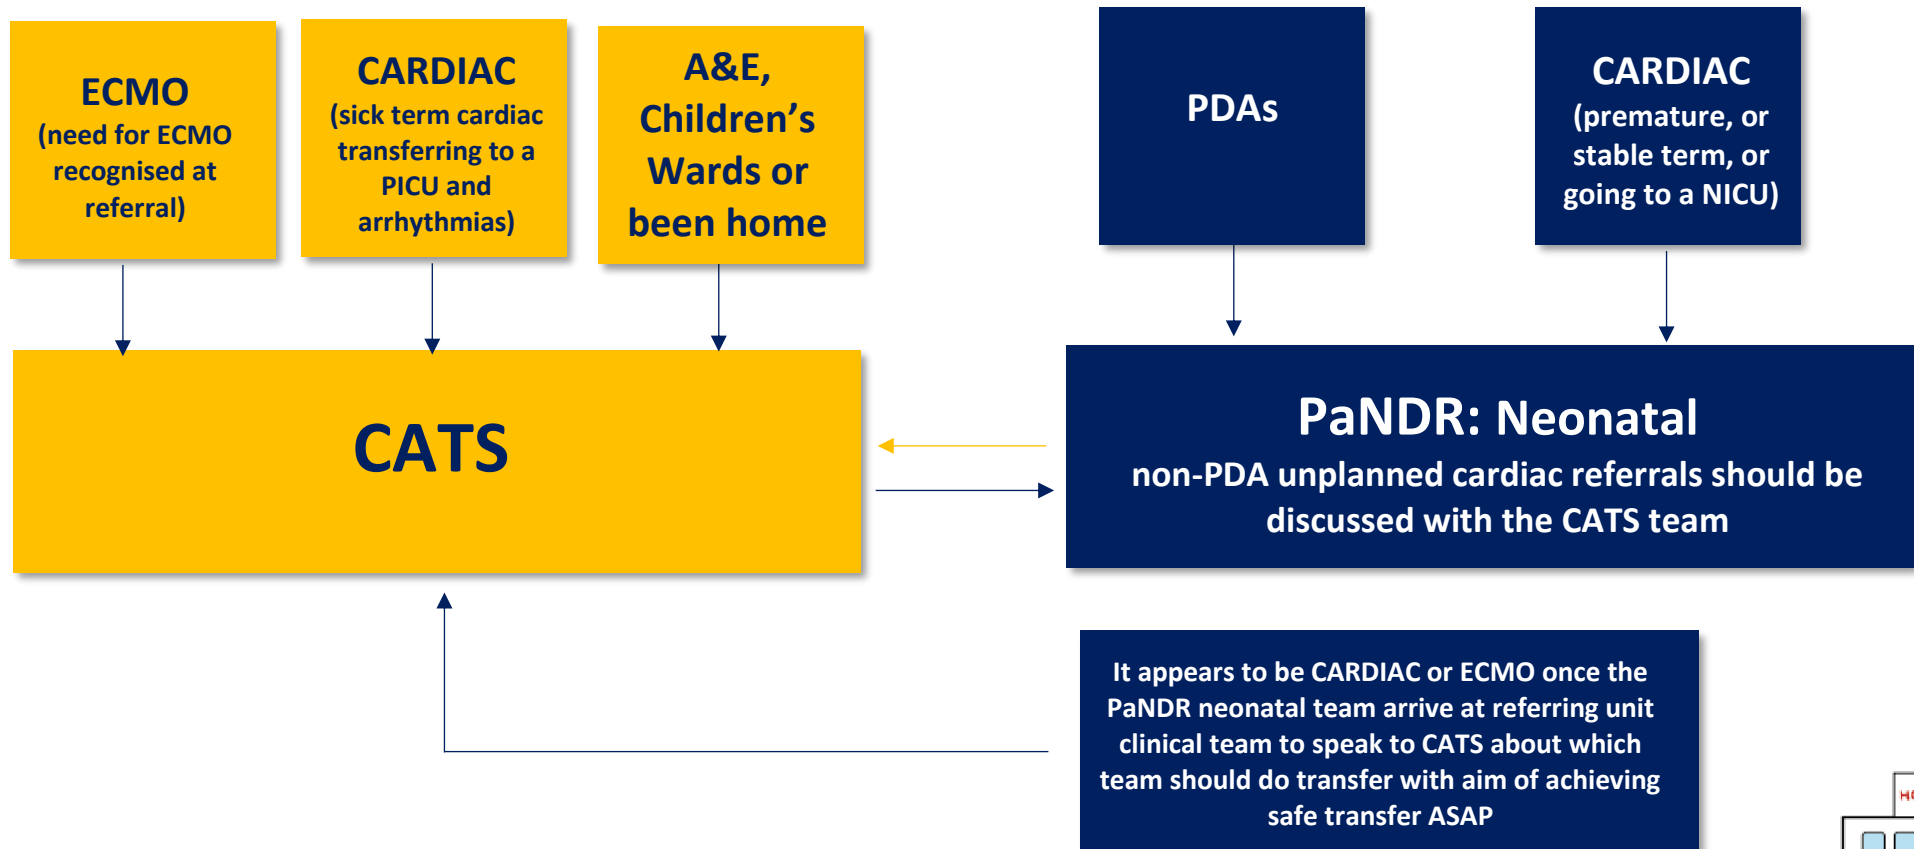 ECMO
(need for ECMO
recognised at
referral)
CARDIAC
(sick term cardiac
transferring to a
PICU and
arrhythmias)
A&E,
Children’s
Wards or
been home
PDAs
CARDIAC
(premature, or
stable term, or
going to a NICU)
CATS
PaNDR: Neonatal
non-PDA unplanned cardiac referrals should be
discussed with the CATS team
It appears to be CARDIAC or ECMO once the
PaNDR neonatal team arrive at referring unit
clinical team to speak to CATS about which
team should do transfer with aim of achieving
safe transfer ASAP